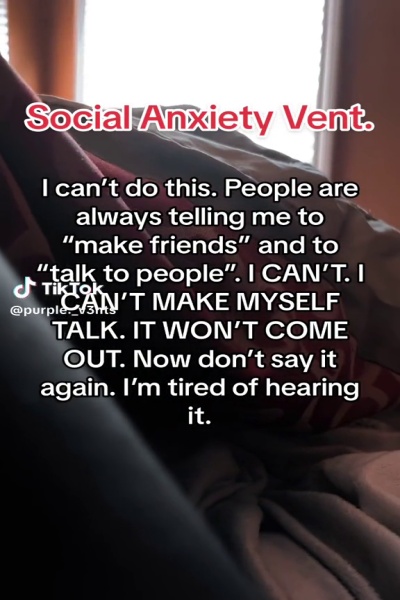 Social Anxiety Vent.
I can’t do this. People are
always telling me to
“make friends” and to
“talk to people”. I CAN’T. I
CAN’T MAKE MYSELF
TALK. IT WON’T COME
OUT. Now don’t say it
again. I’m tired of hearing
it.
TikTok